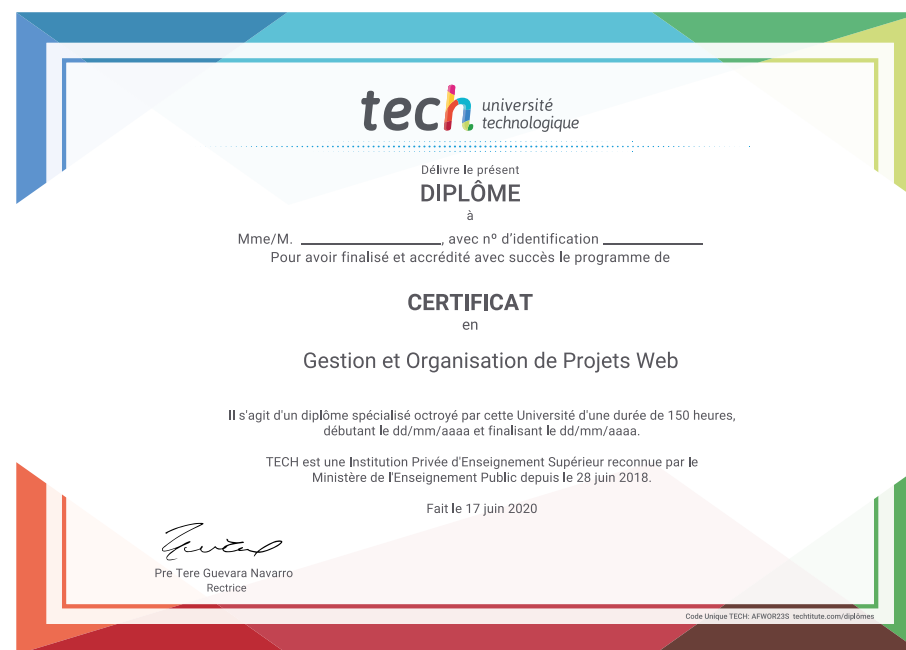 tech université
technologique
Délivre le présent
DIPLÔME
à
Mme/M. ____________________, avec nº d'identification ______________
Pour avoir finalisé et accrédité avec succès le programme de
CERTIFICAT
en
Gestion et Organisation de Projets Web
Il s'agit d'un diplôme spécialisé octroyé par cette Université d'une durée de 150 heures,
débutant le dd/mm/aaaa et finalisant le dd/mm/aaaa.
TECH est une Institution Privée d'Enseignement Supérieur reconnue par le
Ministère de l'Enseignement Public depuis le 28 juin 2018.
Fait le 17 juin 2020
Pre Tere Guevara Navarro
Rectrice
Code Unique TECH: AFWOR23S techtitute.com/diplômes